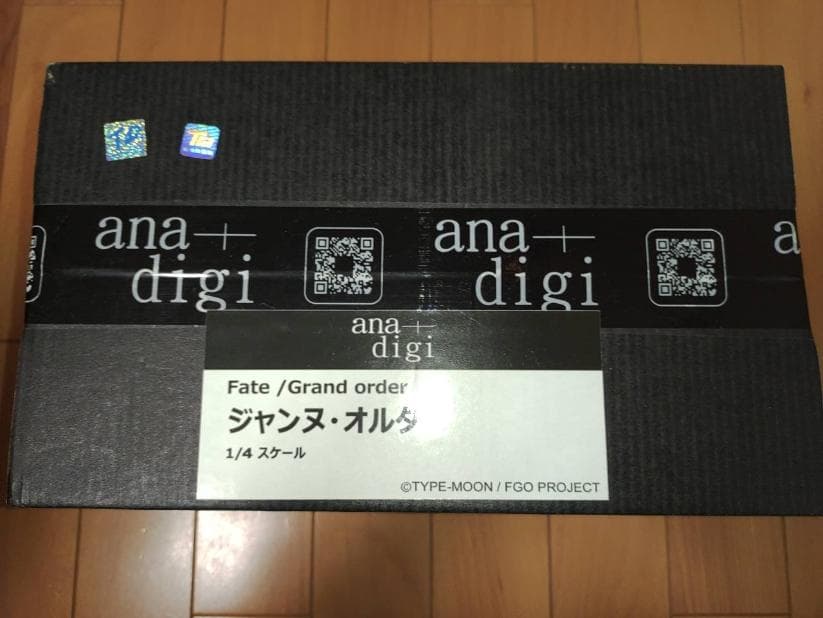 ana+
digi
ana+
digi
a
ana+
digi
Fate /Grand order
ジャンヌ・オルタ
1/4 スケール
©TYPE-MOON / FGO PROJECT